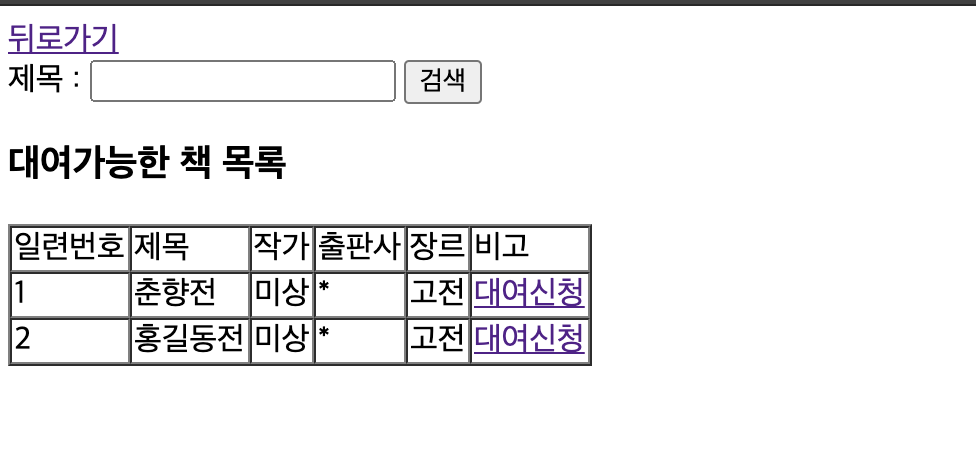 뒤로가기
제목 : 검색
대여가능한 책 목록
일련번호 제목 작가 출판사 장르 비고
1 춘향전 미상 * 고전 대여신청
2 홍길동전 미상 * 고전 대여신청